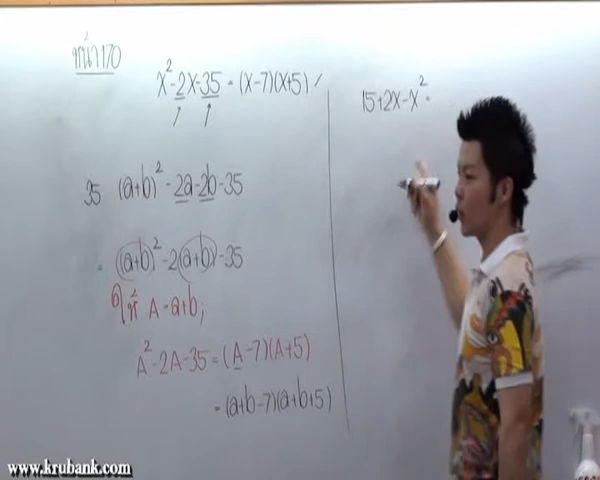 หน้า 170
x² - 2x - 35 = (x-7)(x+5) /
35 (a+b)² - 2a - 2b - 35
= (a+b)² - 2(a+b) - 35
ให้ A = a+b;
A² - 2A - 35 = (A-7)(A+5)
= (a+b-7)(a+b+5)
15+2x-x²
www.krubank.com